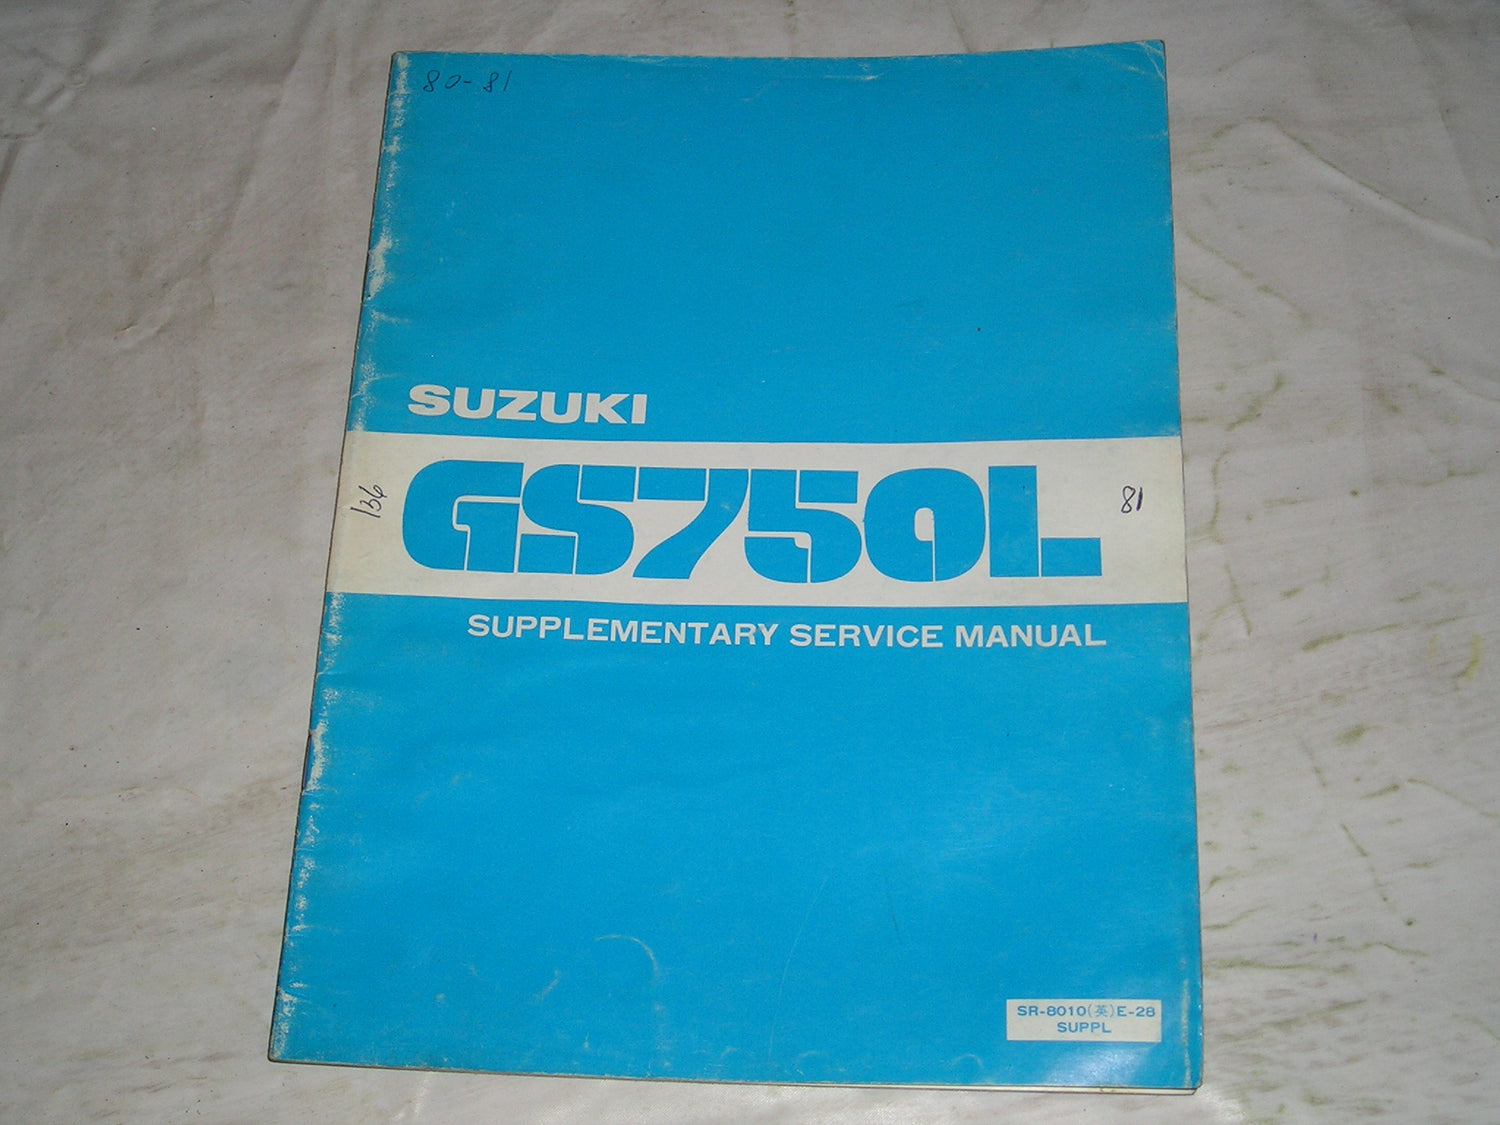 80-81
SUZUKI
136
GS750L
81
SUPPLEMENTARY SERVICE MANUAL
SR-8010(英)E-28
SUPPL